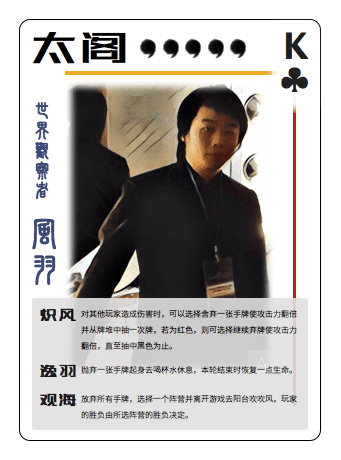 太阁
K
♣
世界觀察者
風羽
炽风 对其他玩家造成伤害时，可以选择舍弃一张手牌使攻击力翻倍
并从牌堆中抽一次牌，若为红色，则可选择继续弃牌使攻击力
翻倍，直至抽中黑色为止。
逸羽 抛弃一张手牌起身去喝杯水休息，本轮结束时恢复一点生命。
观海 放弃所有手牌，选择一个阵营并离开游戏去阳台吹吹风，玩家
的胜负由所选阵营的胜负决定。